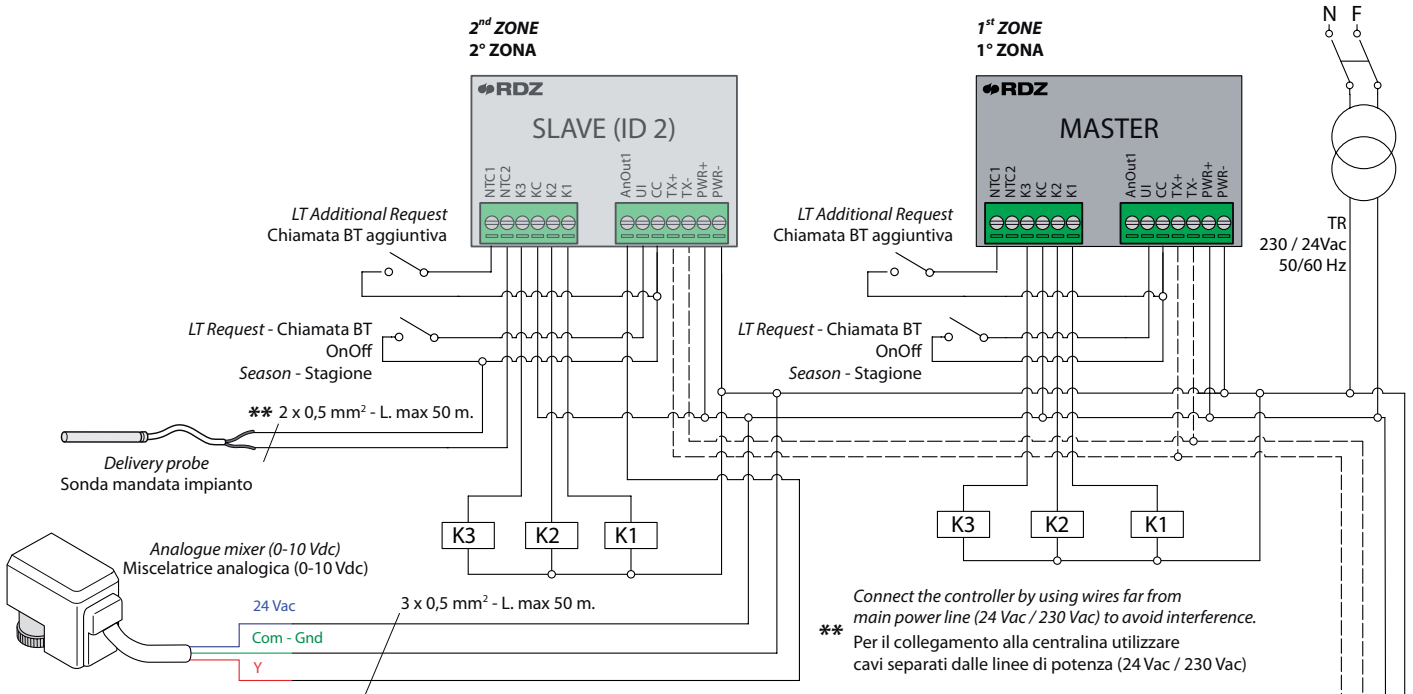 2nd ZONE
2° ZONA
RDZ
SLAVE (ID 2)
NTC1
NTC2
K3
KC
K2
K1
AnOut1
UI
CC
TX+
TX-
PWR+
PWR-
LT Additional Request
Chiamata BT aggiuntiva
LT Request - Chiamata BT
OnOff
Season - Stagione
** 2 x 0,5 mm² - L. max 50 m.
Delivery probe
Sonda mandata impianto
K3
K2
K1
Analogue mixer (0-10 Vdc)
Miscelatrice analogica (0-10 Vdc)
24 Vac
Com - Gnd
Y
3 x 0,5 mm² - L. max 50 m.
1st ZONE
1° ZONA
RDZ
MASTER
NTC1
NTC2
K3
KC
K2
K1
AnOut1
UI
CC
TX+
TX-
PWR+
PWR-
LT Additional Request
Chiamata BT aggiuntiva
LT Request - Chiamata BT
OnOff
Season - Stagione
K3
K2
K1
N F
TR
230 / 24Vac
50/60 Hz
Connect the controller by using wires far from
main power line (24 Vac / 230 Vac) to avoid interference.
**
Per il collegamento alla centralina utilizzare
cavi separati dalle linee di potenza (24 Vac / 230 Vac)